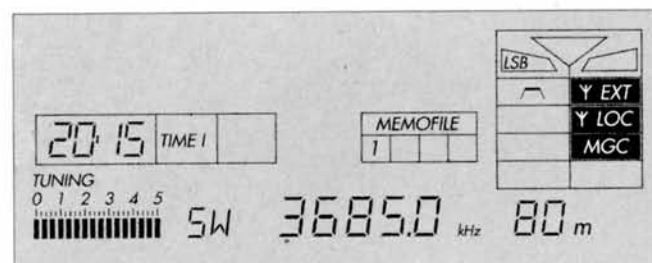 LSB
EXT
LOC
MGC
20:15 TIME I
MEMOFILE
1
TUNING
0 1 2 3 4 5
SW 3685.0 kHz 80 m